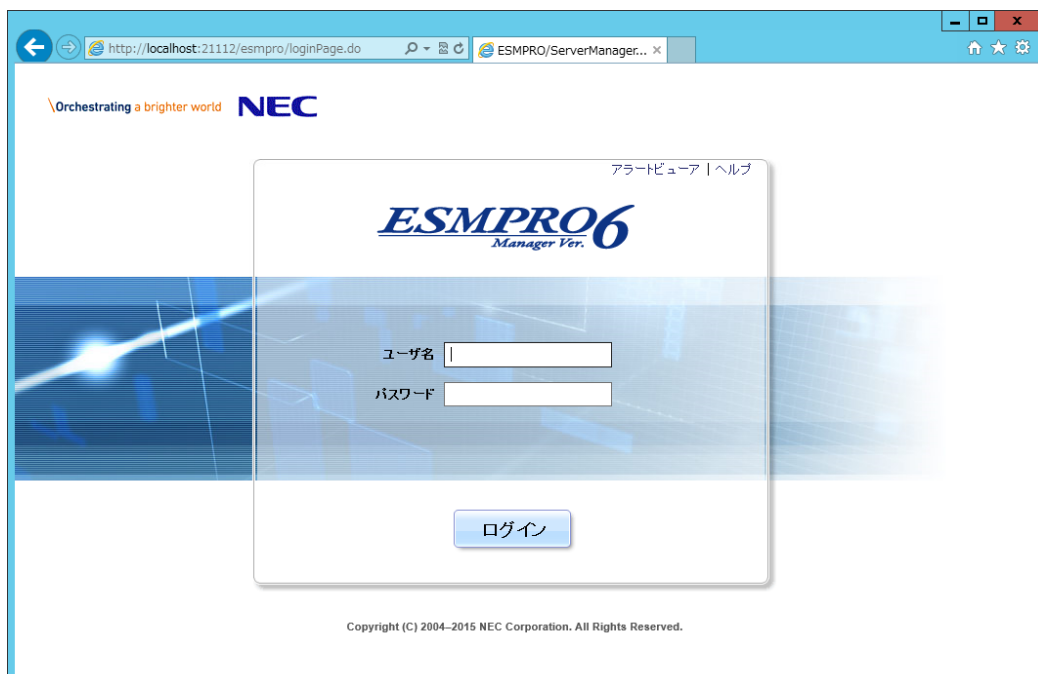 http://localhost:21112/esmpro/loginPage.do
ESMPRO/ServerManager...
\Orchestrating a brighter world NEC
アラートビューア | ヘルプ
ESMPRO6
Manager Ver.
ユーザ名
パスワード
ログイン
Copyright (C) 2004–2015 NEC Corporation. All Rights Reserved.